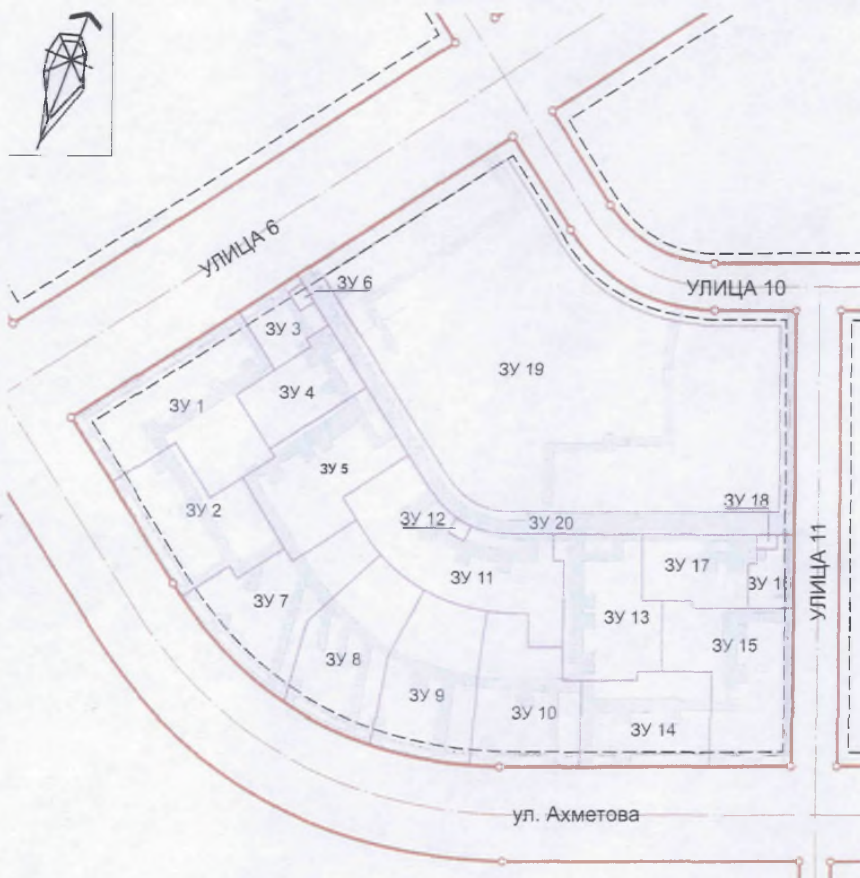 УЛИЦА 6
УЛИЦА 10
ЗУ 6
ЗУ 3
ЗУ 19
ЗУ 4
ЗУ 1
ЗУ 5
ЗУ 2
ЗУ 12
ЗУ 20
ЗУ 18
ЗУ 11
ЗУ 17
ЗУ 1
УЛИЦА 11
ЗУ 7
ЗУ 13
ЗУ 15
ЗУ 8
ЗУ 9
ЗУ 10
ЗУ 14
ул. Ахметова